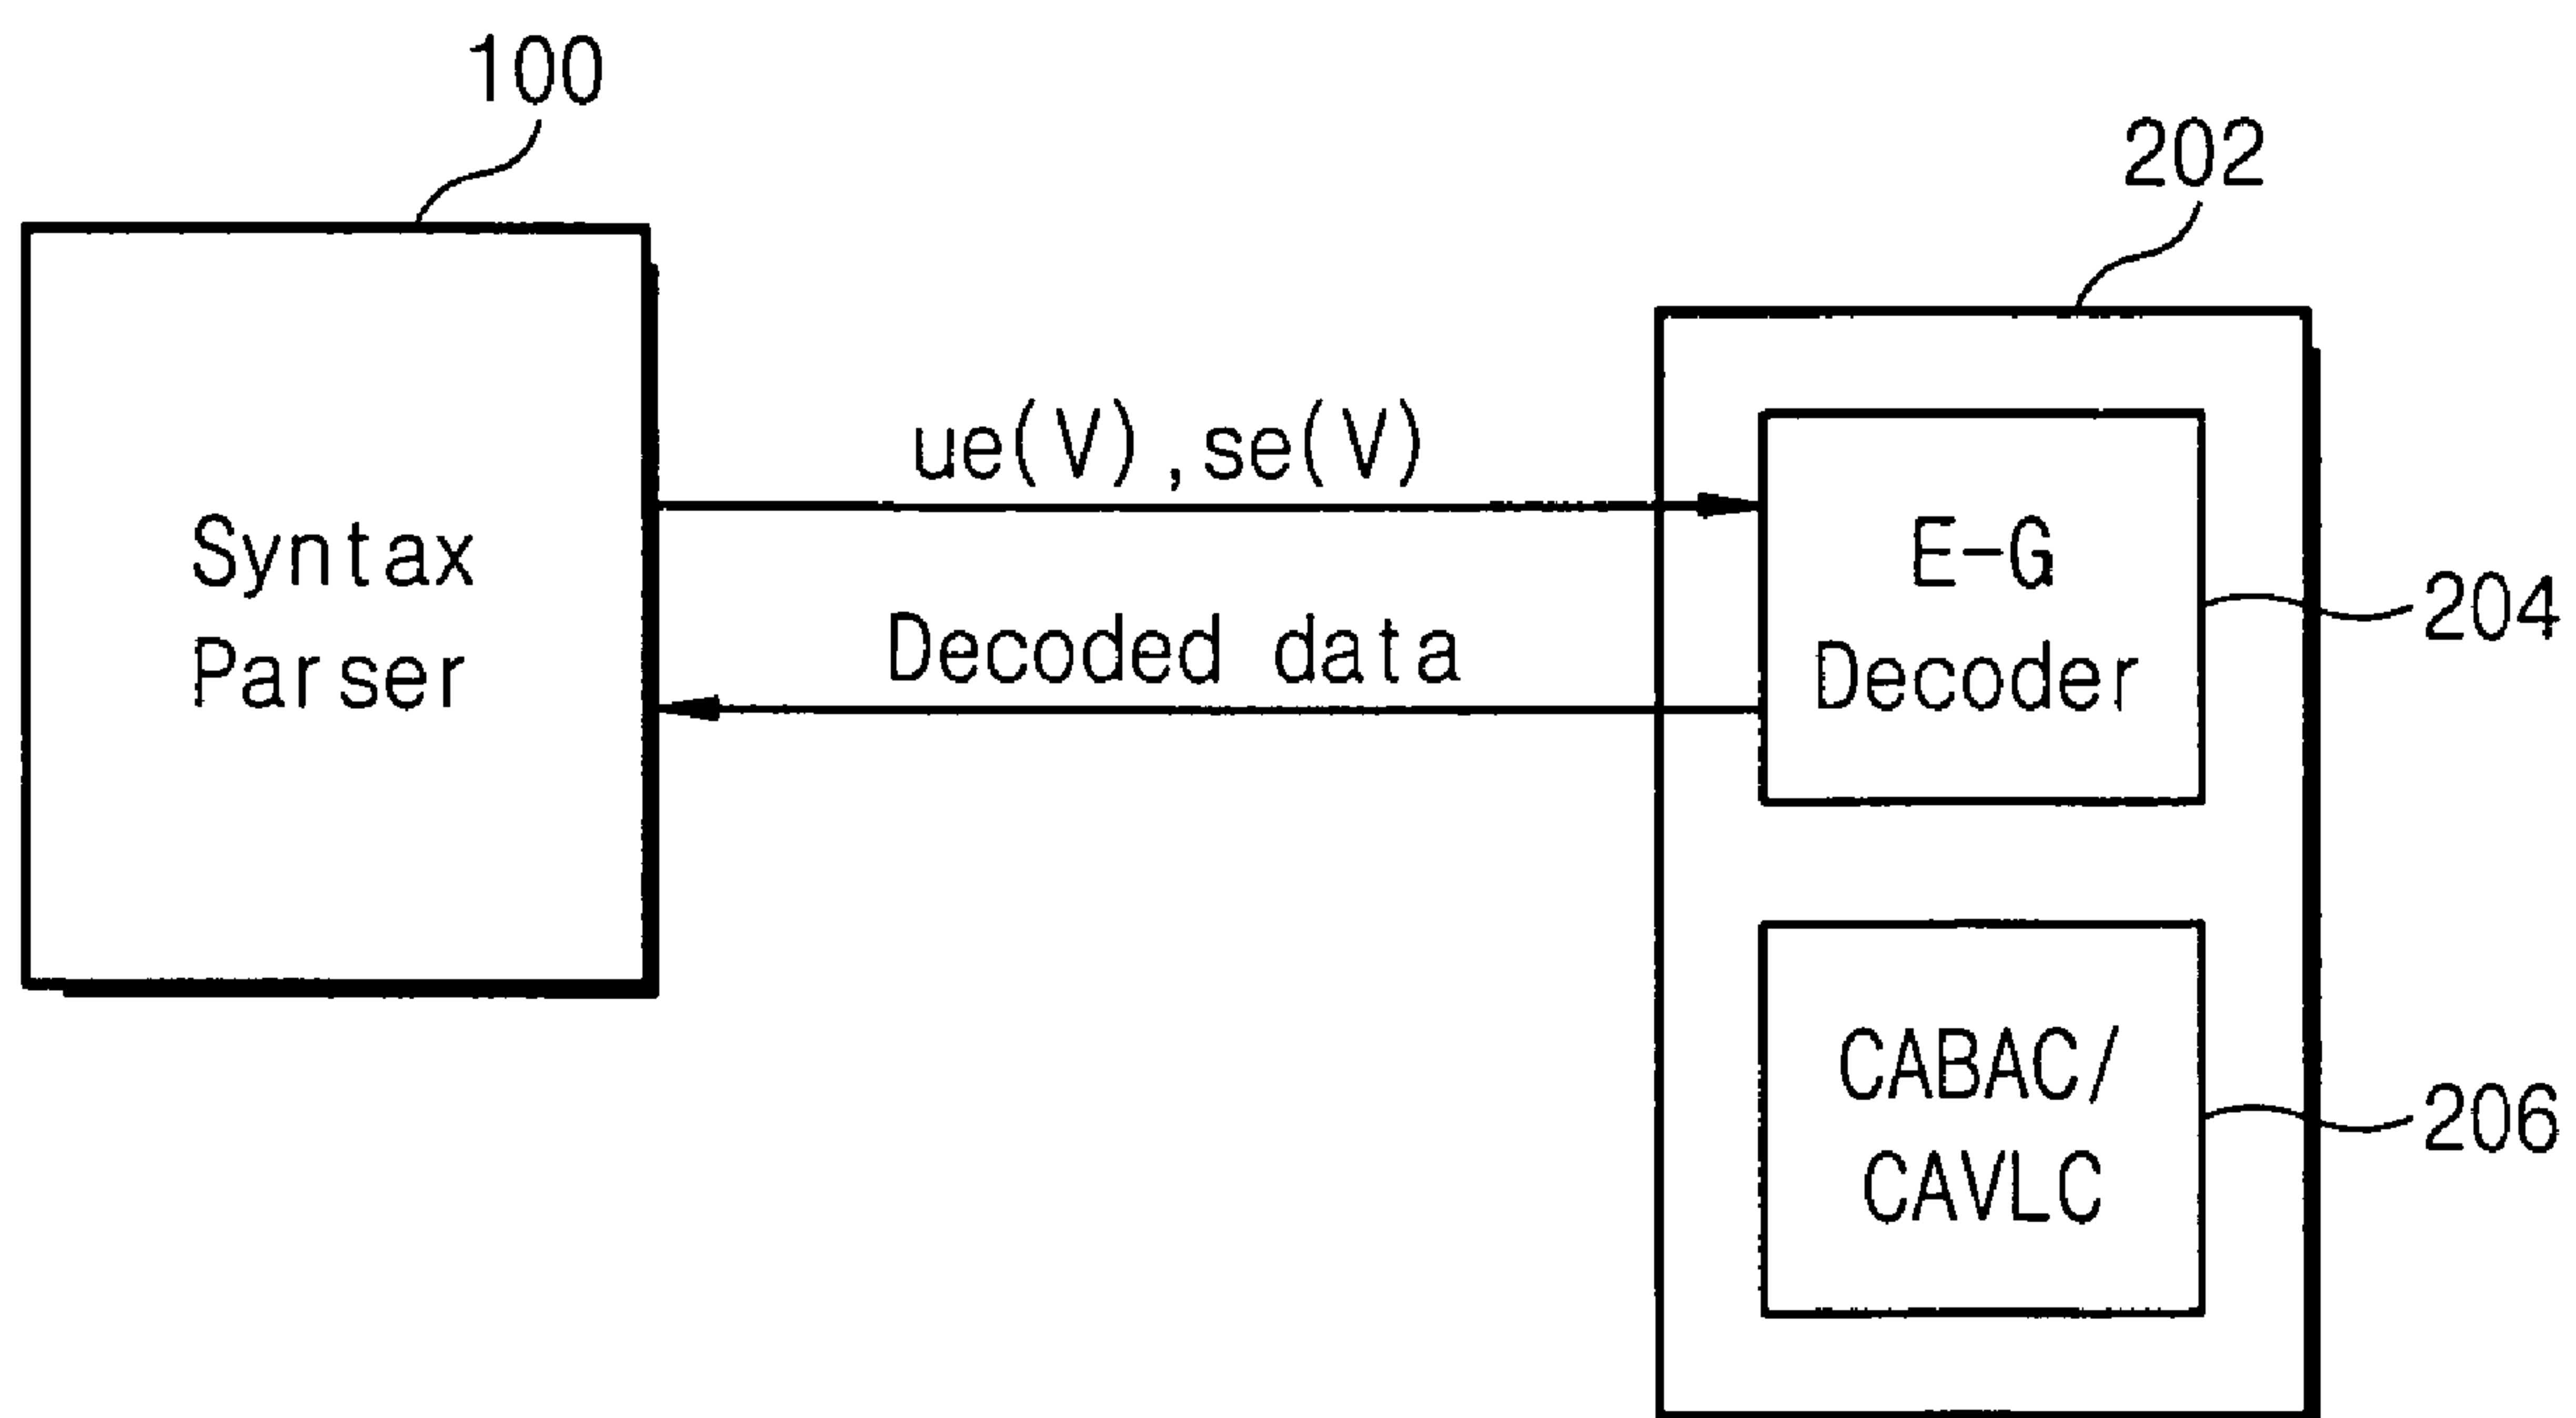 100
202
Syntax
Parser
ue(V),se(V)
Decoded data
E-G
Decoder
204
CABAC/
CAVLC
206